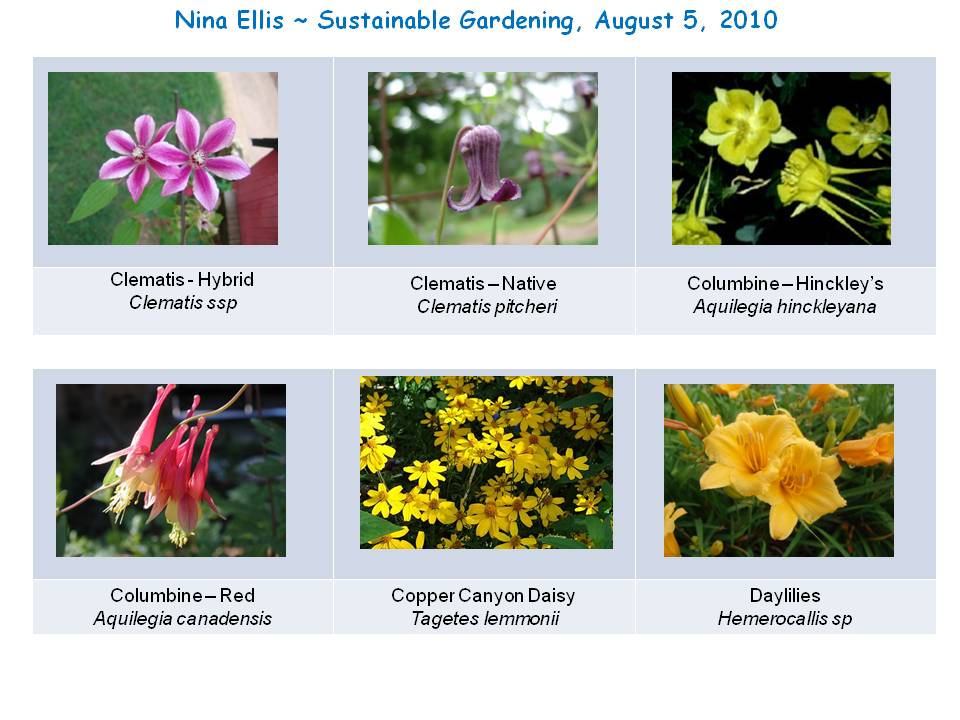 Nina Ellis ~ Sustainable Gardening, August 5, 2010
Clematis - Hybrid
Clematis ssp
Clematis – Native
Clematis pitcheri
Columbine – Hinckley's
Aquilegia hinckleyana
Columbine – Red
Aquilegia canadensis
Copper Canyon Daisy
Tagetes lemmonii
Daylilies
Hemerocallis sp